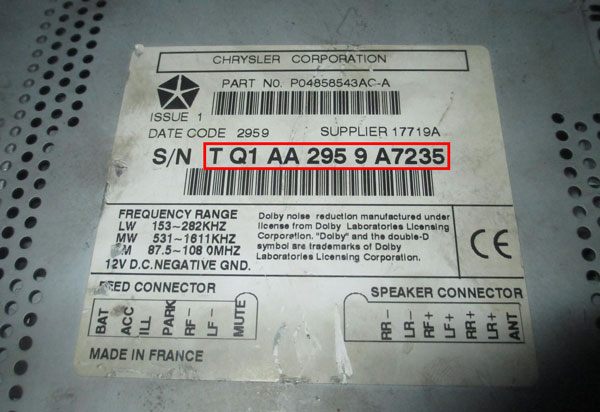 CHRYSLER CORPORATION
PART NO. P04858543AC-A
ISSUE 1
DATE CODE 2959 SUPPLIER 17719A
S/N T Q1 AA 295 9 A7235
FREQUENCY RANGE
LW 153-282KHZ
MW 531-1611KHZ
M 87.5-108 0MHZ
12V D.C.NEGATIVE GND.
Dolby noise reduction manufactured under
license from Dolby Laboratories Licensing
Corporation. "Dolby" and the double-D
symbol are trademarks of Dolby
Laboratories Licensing Corporation.
CE
EED CONNECTOR
BAT
ACC
ILL
PARK
RF-
LF-
MUTE
SPEAKER CONNECTOR
RR-
LR-
RF+
LF+
RR+
LR+
ANT
MADE IN FRANCE